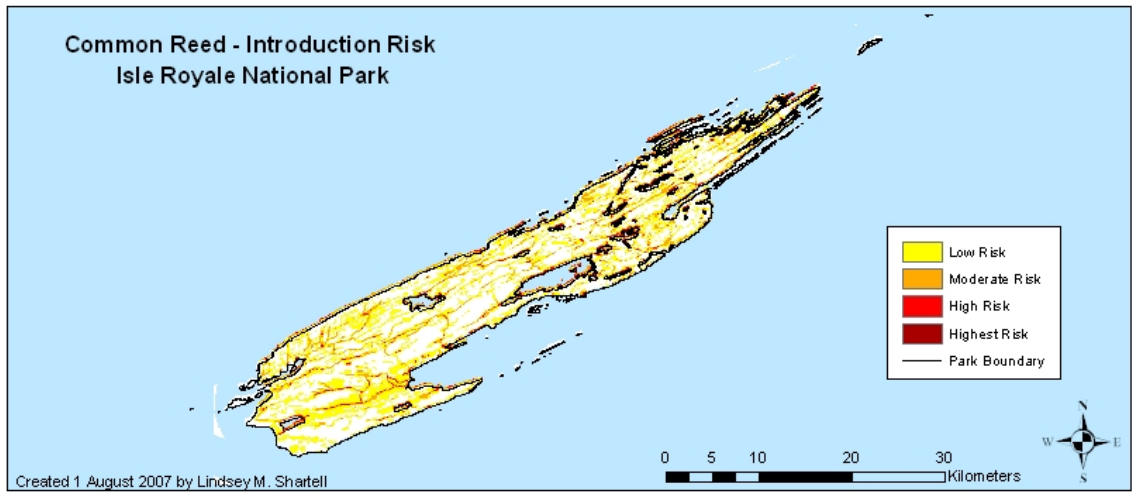 Common Reed - Introduction Risk
Isle Royale National Park
Low Risk
Moderate Risk
High Risk
Highest Risk
Park Boundary
N
W E
S
0 5 10 20 30
Kilometers
Created 1 August 2007 by Lindsey M. Shartell